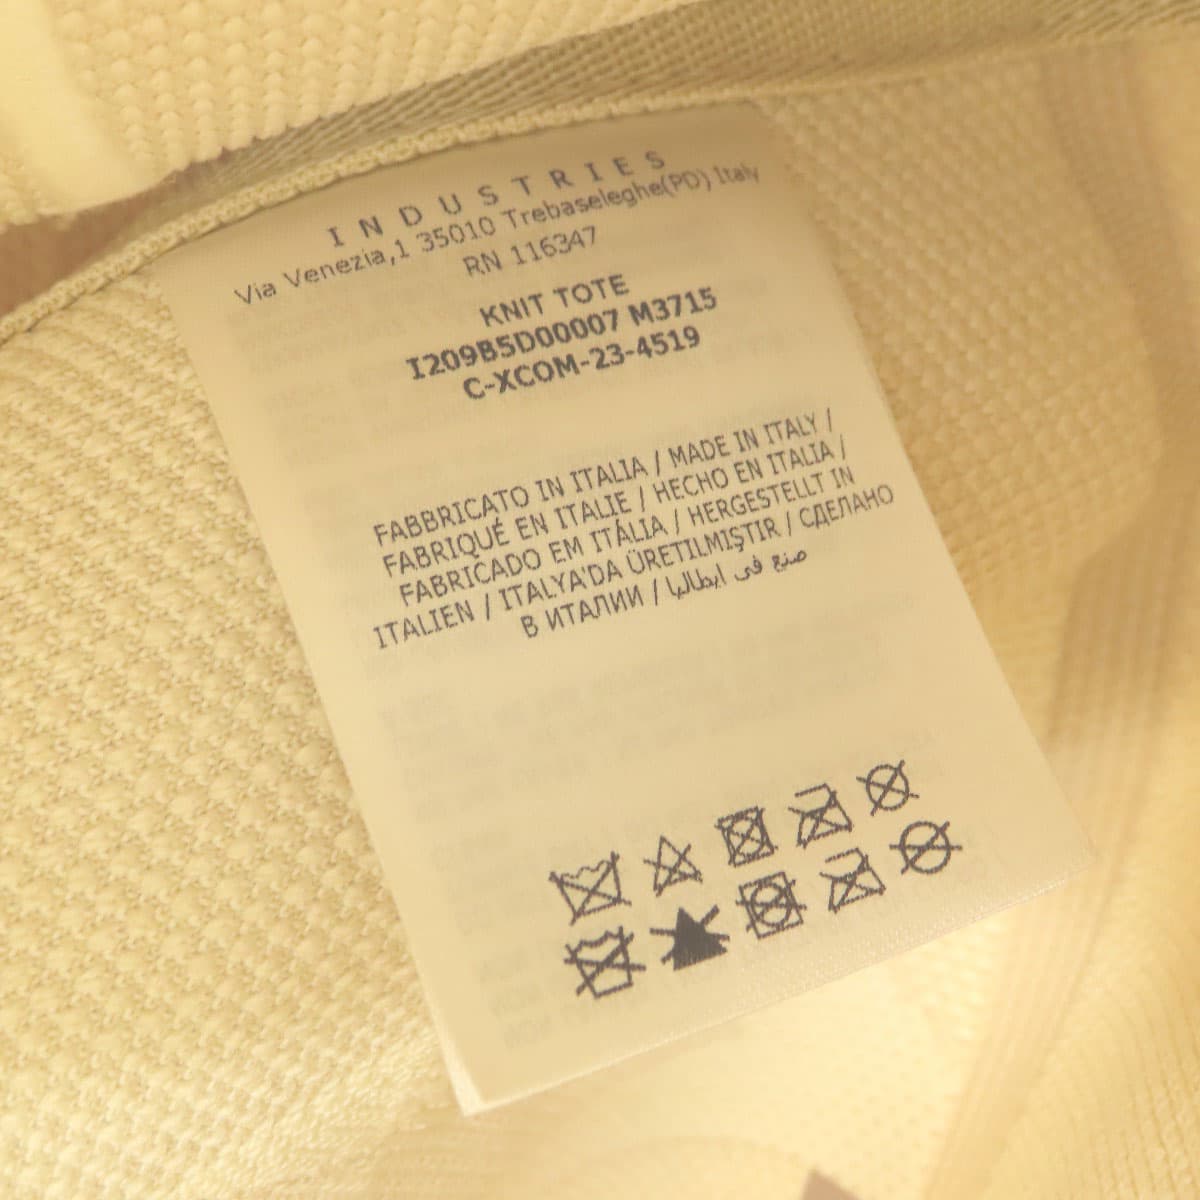 INDUSTRIES
Via Venezia,1 35010 Trebaseleghe(PD) Italy
RN 116347
KNIT TOTE
I209B5D00007 M3715
C-XCOM-23-4519
FABBRICATO IN ITALIA / MADE IN ITALY /
FABRIQUÉ EN ITALIE / HECHO EN ITALIA /
FABRICADO EM ITÁLIA / HERGESTELLT IN
ITALIEN / ITALYA'DA ÜRETILMIŞTIR / СДЕЛАНО
В ИТАЛИИ / صنع فى ايطاليا